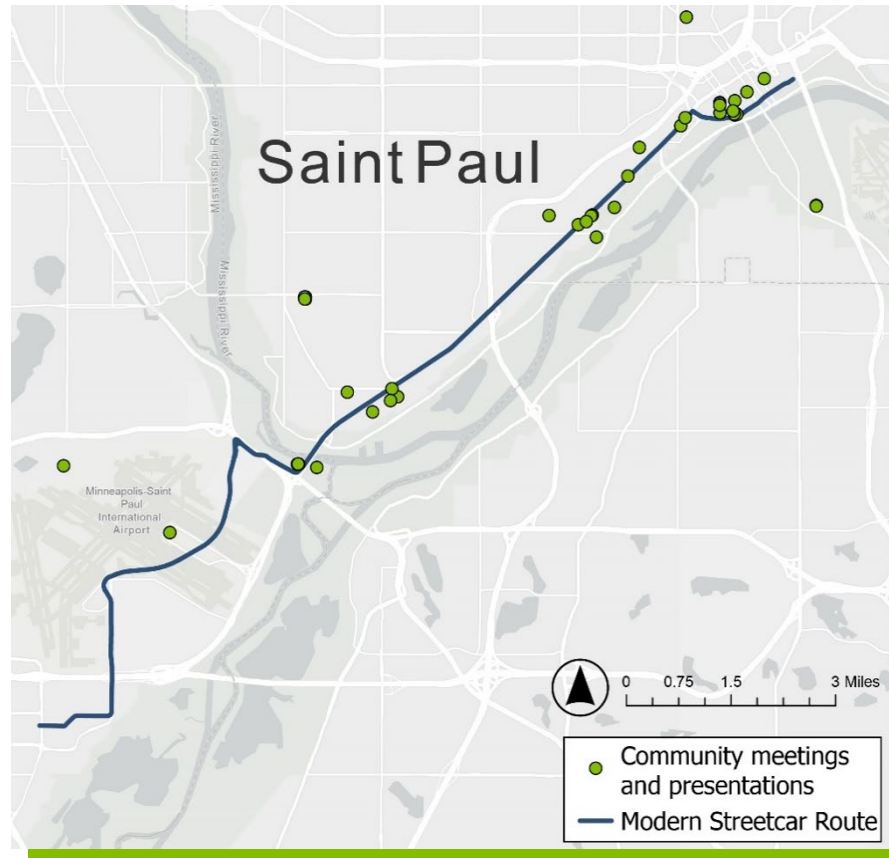 Mississippi River
Saint Paul
Mississippi River
Minneapolis-Saint
Paul
International
Airport
0 0.75 1.5 3 Miles
Community meetings
and presentations
Modern Streetcar Route